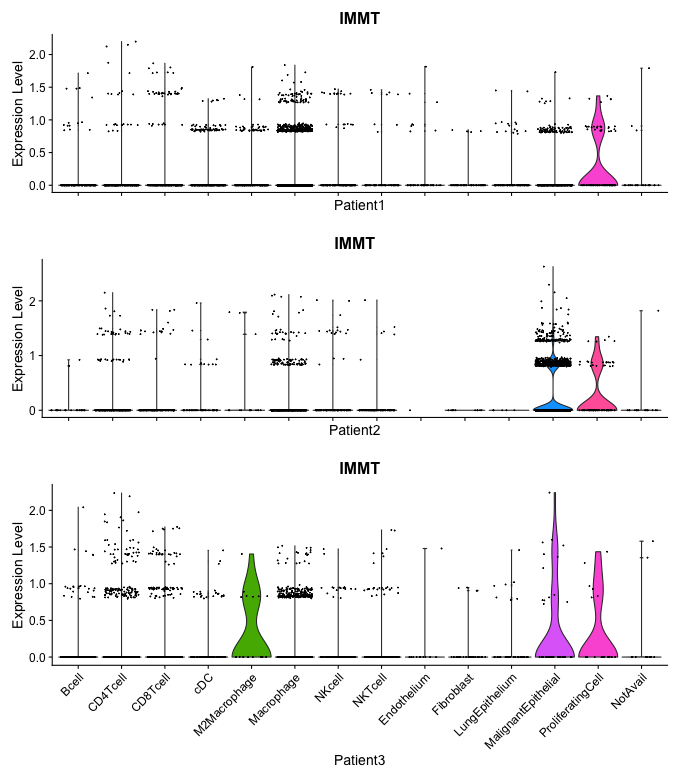 IMMT
Expression Level
2.0
1.5
1.0
0.5
0.0
Patient1
IMMT
Expression Level
2
1
0
Patient2
IMMT
Expression Level
2.0
1.5
1.0
0.5
0.0
Bcell
CD4Tcell
CD8Tcell
cDC
M2Macrophage
Macrophage
NKcell
NKTcell
Endothelium
Fibroblast
LungEpithelium
MalignantEpithelial
ProliferatingCell
NotAvail
Patient3